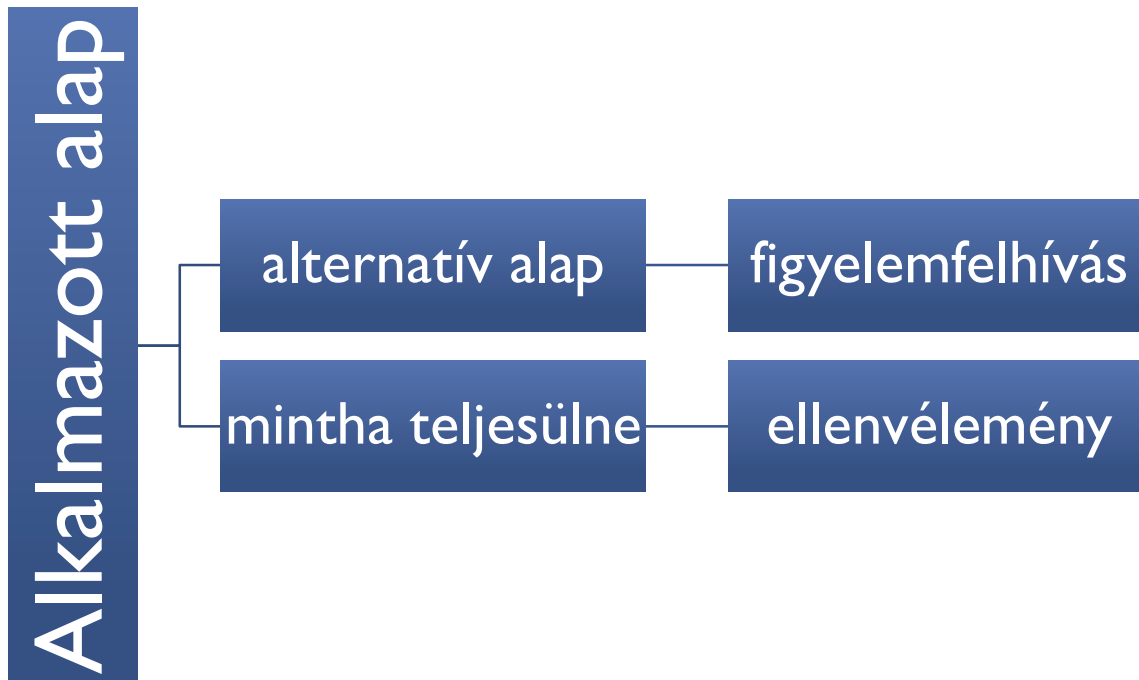 Alkalmazott alap
alternatív alap
figyelemfelhívás
mintha teljesülne
ellenvélemény